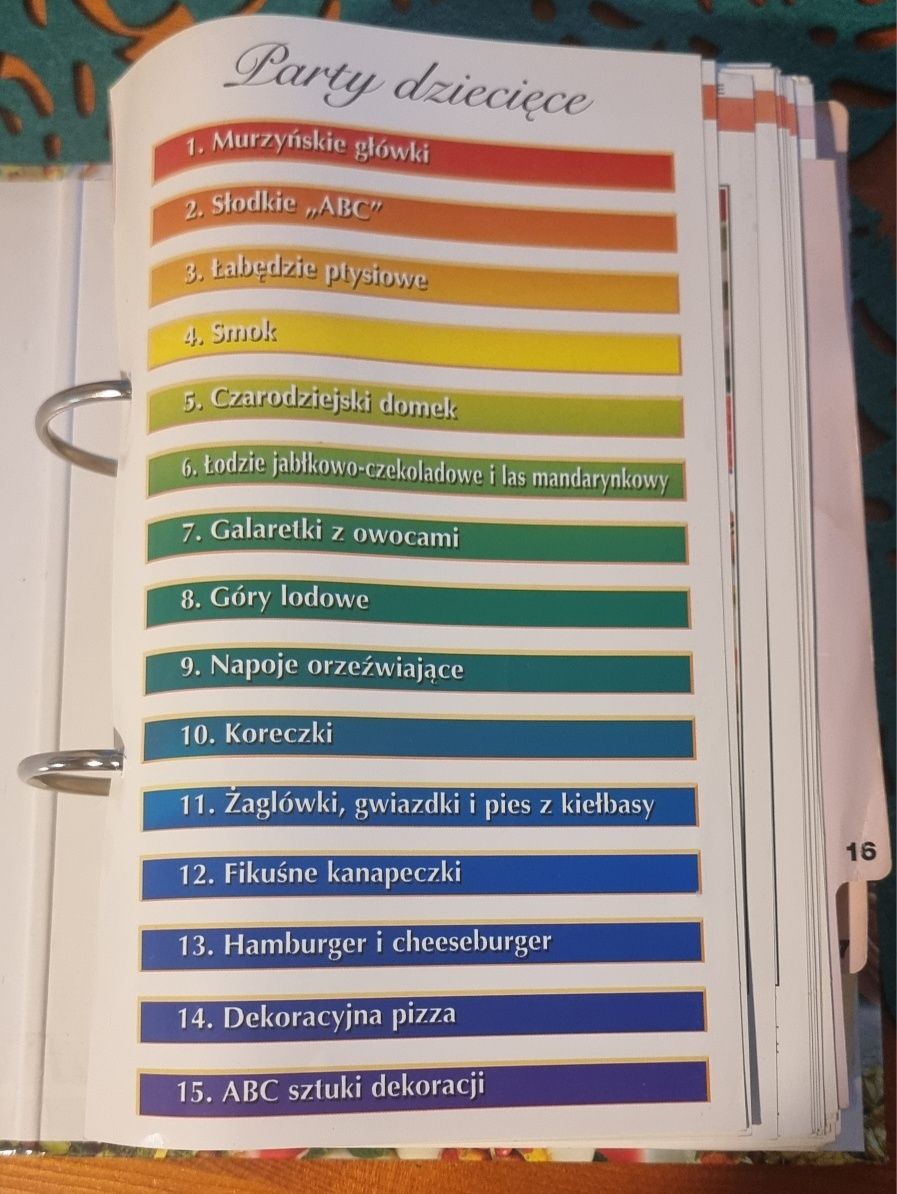 Party dziecięce
1. Murzyńskie główki
2. Słodkie „ABC”
3. Łabędzie ptysiowe
4. Smok
5. Czarodziejski domek
6. Łodzie jabłkowo-czekoladowe i las mandarynkowy
7. Galaretki z owocami
8. Góry lodowe
9. Napoje orzeźwiające
10. Koreczki
11. Żaglówki, gwiazdki i pies z kiełbasy
12. Fikuśne kanapeczki
13. Hamburger i cheeseburger
14. Dekoracyjna pizza
15. ABC sztuki dekoracji
E
16